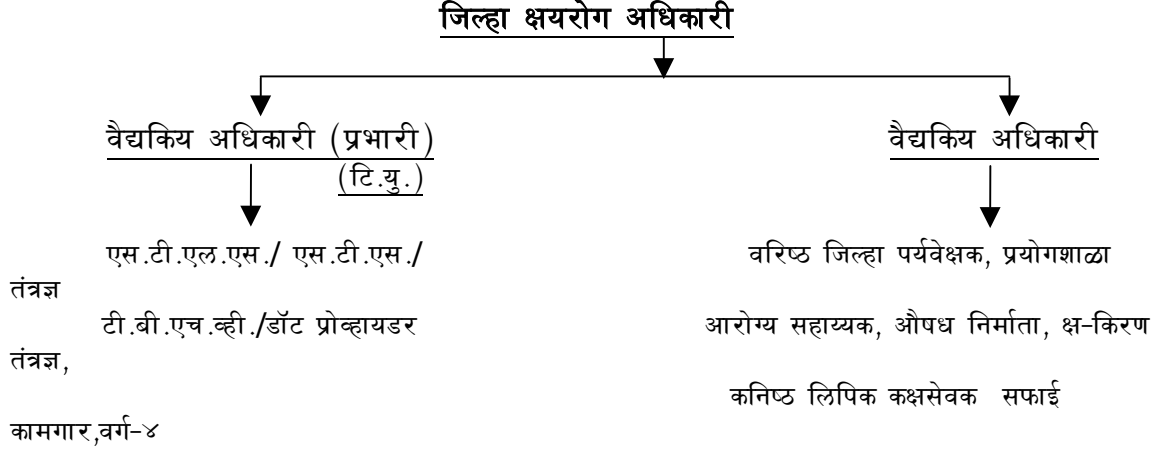 जिल्हा क्षयरोग अधिकारी
वैद्यकिय अधिकारी (प्रभारी)
(टि.यु.)
वैद्यकिय अधिकारी
एस.टी.एल.एस./ एस.टी.एस./
वरिष्ठ जिल्हा पर्यवेक्षक, प्रयोगशाळा
तंत्रज्ञ
टी.बी.एच.व्ही./डॉट प्रोव्हायडर
आरोग्य सहाय्यक, औषध निर्माता, क्ष-किरण
तंत्रज्ञ,
कनिष्ठ लिपिक कक्षसेवक सफाई
कामगार,वर्ग-४